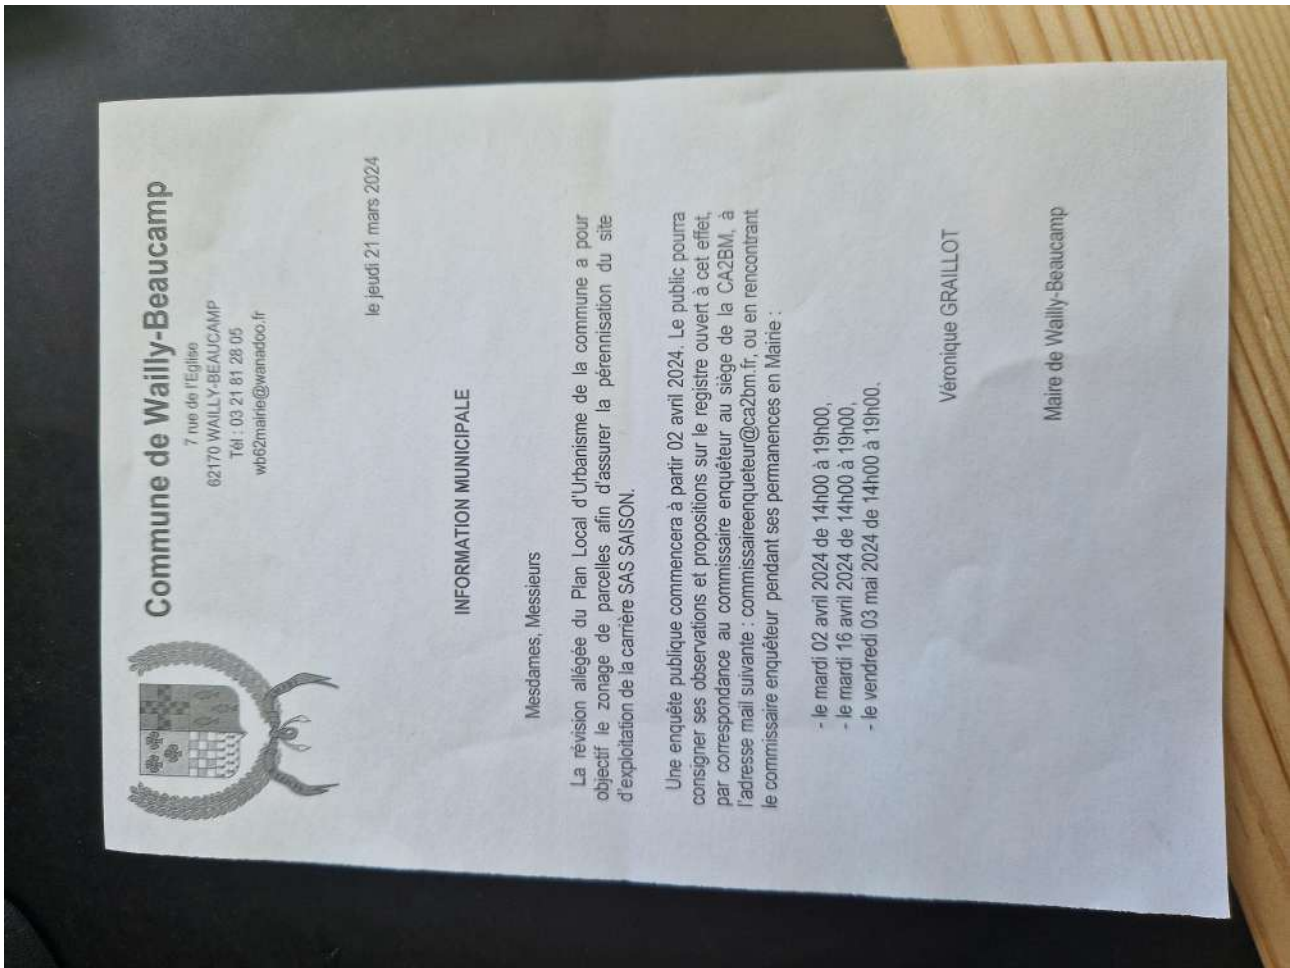 Commune de Wailly-Beaucamp
7 rue de l'Eglise
62170 WAILLY-BEAUCAMP
Tél : 03 21 81 28 05
wb62mairie@wanadoo.fr
le jeudi 21 mars 2024
INFORMATION MUNICIPALE
Mesdames, Messieurs
La révision allégée du Plan Local d'Urbanisme de la commune a pour
objectif le zonage de parcelles afin d'assurer la pérennisation du site
d'exploitation de la carrière SAS SAISON.
Une enquête publique commencera à partir 02 avril 2024. Le public pourra
consigner ses observations et propositions sur le registre ouvert à cet effet,
par correspondance au commissaire enquêteur au siège de la CA2BM, à
l'adresse mail suivante : commissaireenqueteur@ca2bm.fr, ou en rencontrant
le commissaire enquêteur pendant ses permanences en Mairie :
- le mardi 02 avril 2024 de 14h00 à 19h00,
- le mardi 16 avril 2024 de 14h00 à 19h00,
- le vendredi 03 mai 2024 de 14h00 à 19h00.
Véronique GRAILLOT
Maire de Wailly-Beaucamp